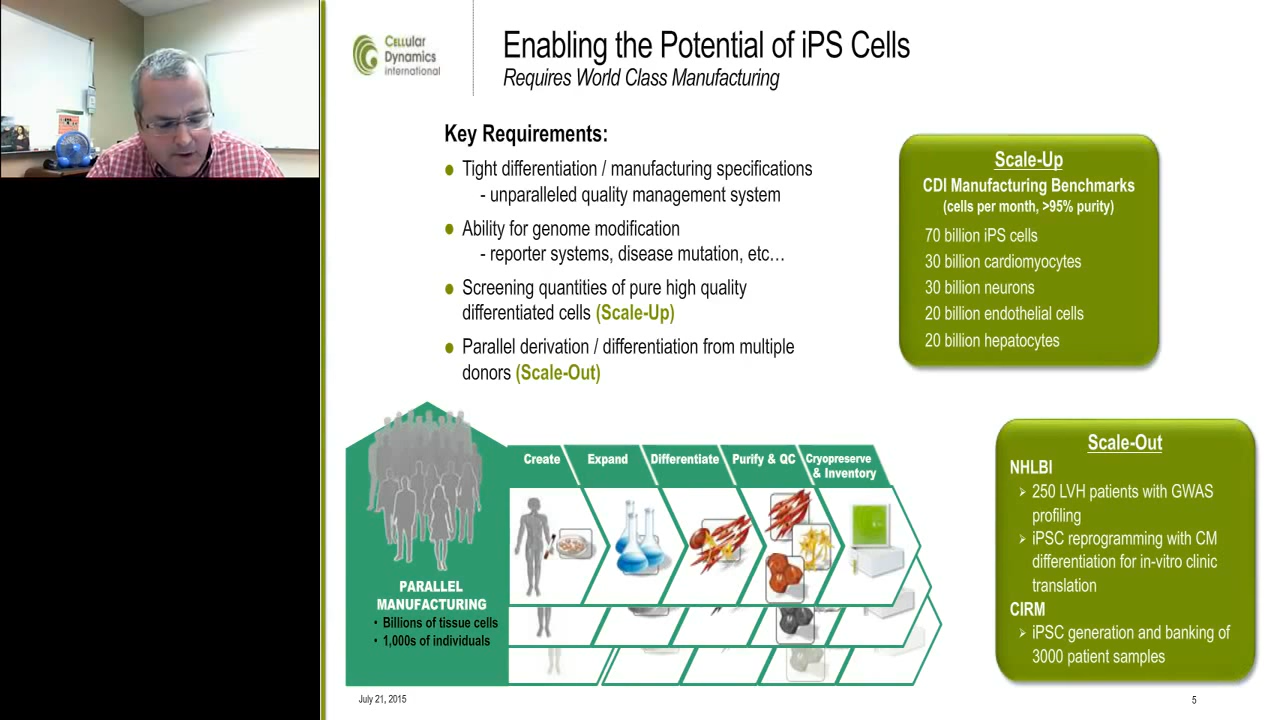 Cellular
Dynamics
international
Enabling the Potential of iPS Cells
Requires World Class Manufacturing
Key Requirements:
Tight differentiation / manufacturing specifications
- unparalleled quality management system
Ability for genome modification
- reporter systems, disease mutation, etc…
Screening quantities of pure high quality
differentiated cells (Scale-Up)
Parallel derivation / differentiation from multiple
donors (Scale-Out)
Scale-Up
CDI Manufacturing Benchmarks
(cells per month, >95% purity)
70 billion iPS cells
30 billion cardiomyocytes
30 billion neurons
20 billion endothelial cells
20 billion hepatocytes
Create
Expand
Differentiate
Purify & QC
Cryopreserve
& Inventory
PARALLEL
MANUFACTURING
• Billions of tissue cells
• 1,000s of individuals
Scale-Out
NHLBI
250 LVH patients with GWAS
profiling
iPSC reprogramming with CM
differentiation for in-vitro clinic
translation
CIRM
iPSC generation and banking of
3000 patient samples
July 21, 2015
5